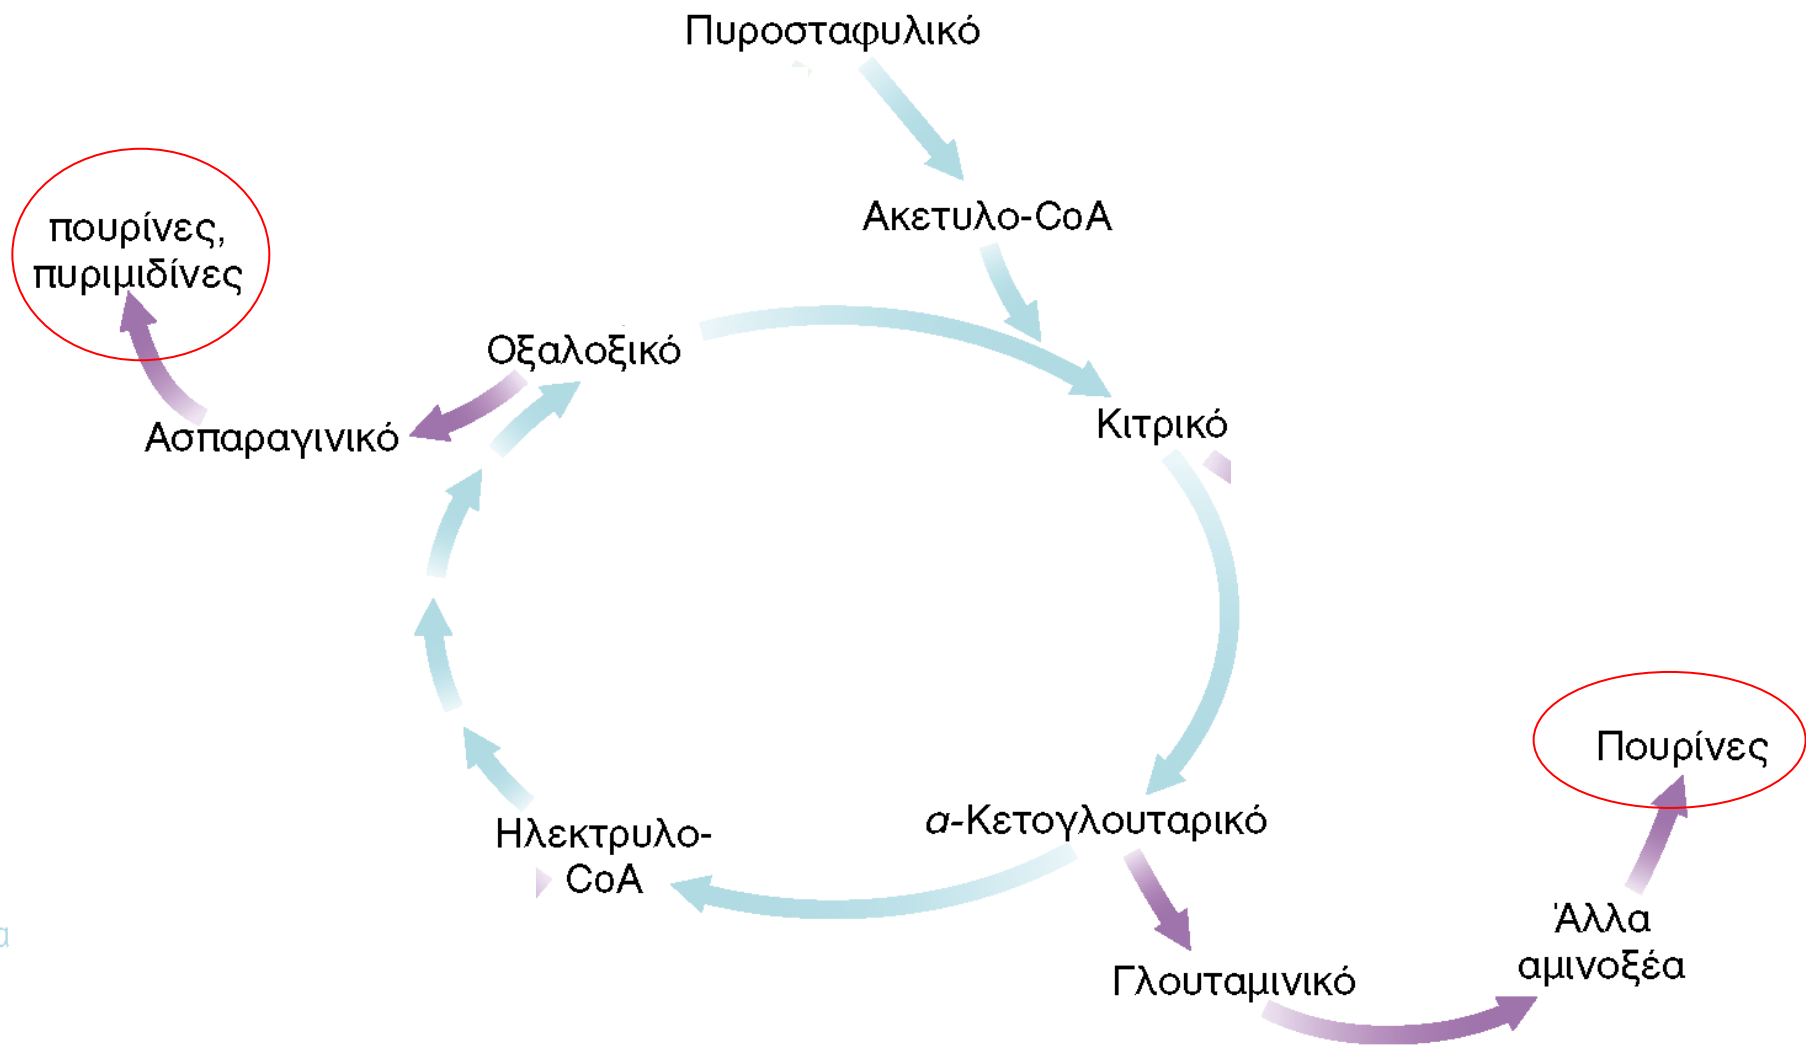 Πυροσταφυλικό
Ακετυλο-CoA
πουρίνες,
πυριμιδίνες
Οξαλοξικό
Ασπαραγινικό
Κιτρικό
Πουρίνες
α-Κετογλουταρικό
Ηλεκτρυλο-
CoA
Άλλα
αμινοξέα
Γλουταμινικό
α